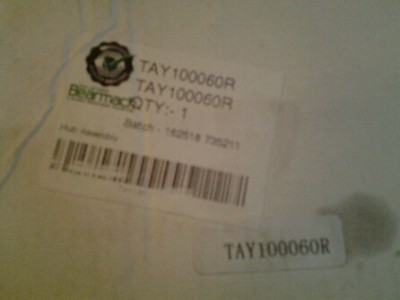 TAY100060R
TAY100060R
Bearmach
QTY:- 1
Batch - 162518 735211
Hub Assembly
TAY100060R